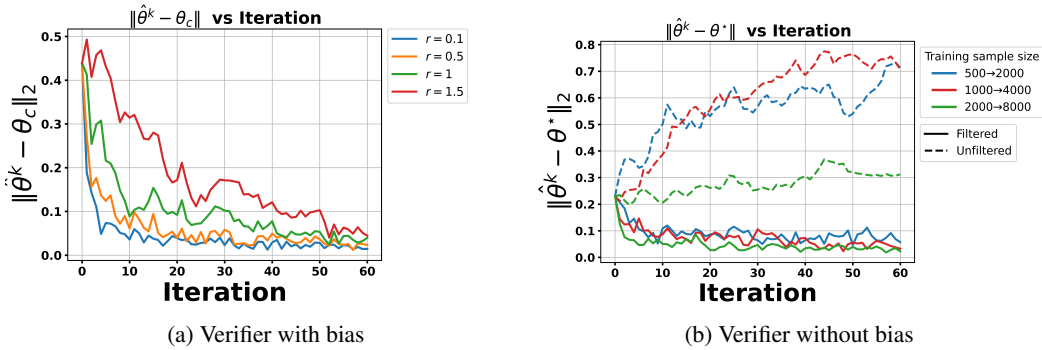 ‖θ̂ᵏ − θ_c‖ vs Iteration
‖θ̂ᵏ − θ_c‖₂
0.5
0.4
0.3
0.2
0.1
0.0
0 10 20 30 40 50 60
Iteration
r = 0.1
r = 0.5
r = 1
r = 1.5
(a) Verifier with bias
‖θ̂ᵏ − θ*‖ vs Iteration
‖θ̂ᵏ − θ*‖₂
0.8
0.7
0.6
0.5
0.4
0.3
0.2
0.1
0.0
0 10 20 30 40 50 60
Iteration
Training sample size
500→2000
1000→4000
2000→8000
Filtered
Unfiltered
(b) Verifier without bias